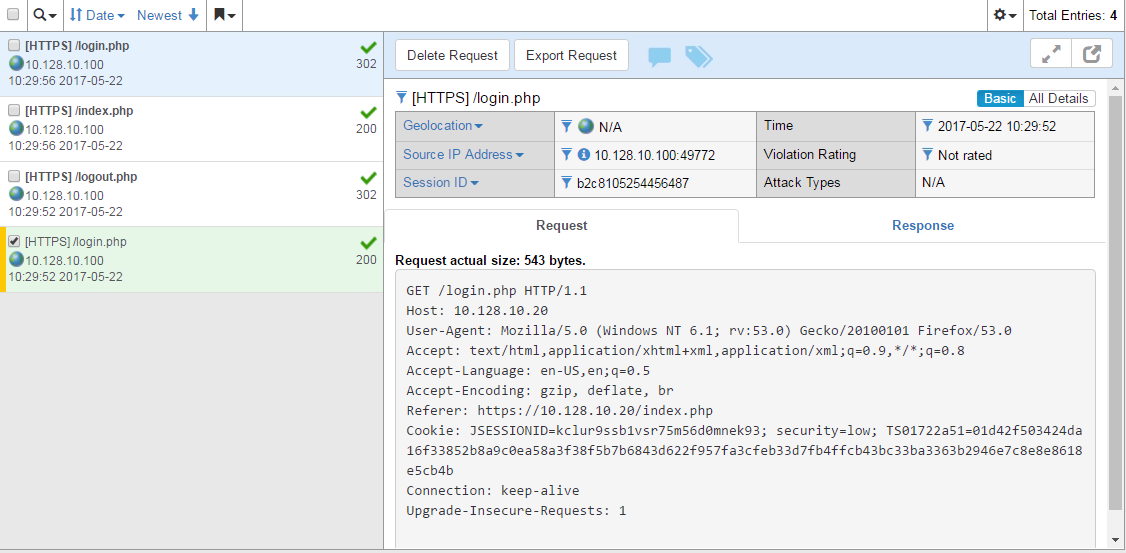 Date Newest Total Entries: 4
[HTTPS] /login.php
10.128.10.100 302
10:29:56 2017-05-22
[HTTPS] /index.php
10.128.10.100 200
10:29:56 2017-05-22
[HTTPS] /logout.php
10.128.10.100 302
10:29:52 2017-05-22
[HTTPS] /login.php
10.128.10.100 200
10:29:52 2017-05-22
Delete Request Export Request
[HTTPS] /login.php Basic All Details
Geolocation N/A Time 2017-05-22 10:29:52
Source IP Address 10.128.10.100:49772 Violation Rating Not rated
Session ID b2c8105254456487 Attack Types N/A
Request Response
Request actual size: 543 bytes.
GET /login.php HTTP/1.1
Host: 10.128.10.20
User-Agent: Mozilla/5.0 (Windows NT 6.1; rv:53.0) Gecko/20100101 Firefox/53.0
Accept: text/html,application/xhtml+xml,application/xml;q=0.9,*/*;q=0.8
Accept-Language: en-US,en;q=0.5
Accept-Encoding: gzip, deflate, br
Referer: https://10.128.10.20/index.php
Cookie: JSESSIONID=kclur9ssb1vsr75m56d0mnek93; security=low; TS01722a51=01d42f503424da
16f33852b8a9c0ea58a3f38f5b7b6843d622f957fa3cfeb33d7fb4ffcb43bc33ba3363b2946e7c8e8e8618
e5cb4b
Connection: keep-alive
Upgrade-Insecure-Requests: 1